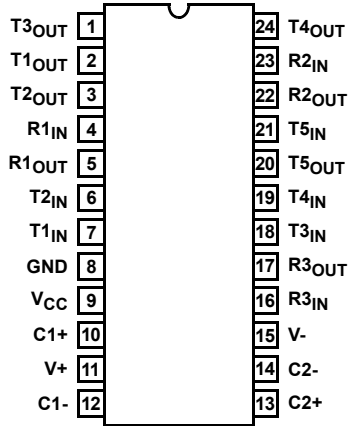 T3OUT 1 24 T4OUT
T1OUT 2 23 R2IN
T2OUT 3 22 R2OUT
R1IN 4 21 T5IN
R1OUT 5 20 T5OUT
T2IN 6 19 T4IN
T1IN 7 18 T3IN
GND 8 17 R3OUT
VCC 9 16 R3IN
C1+ 10 15 V-
V+ 11 14 C2-
C1- 12 13 C2+